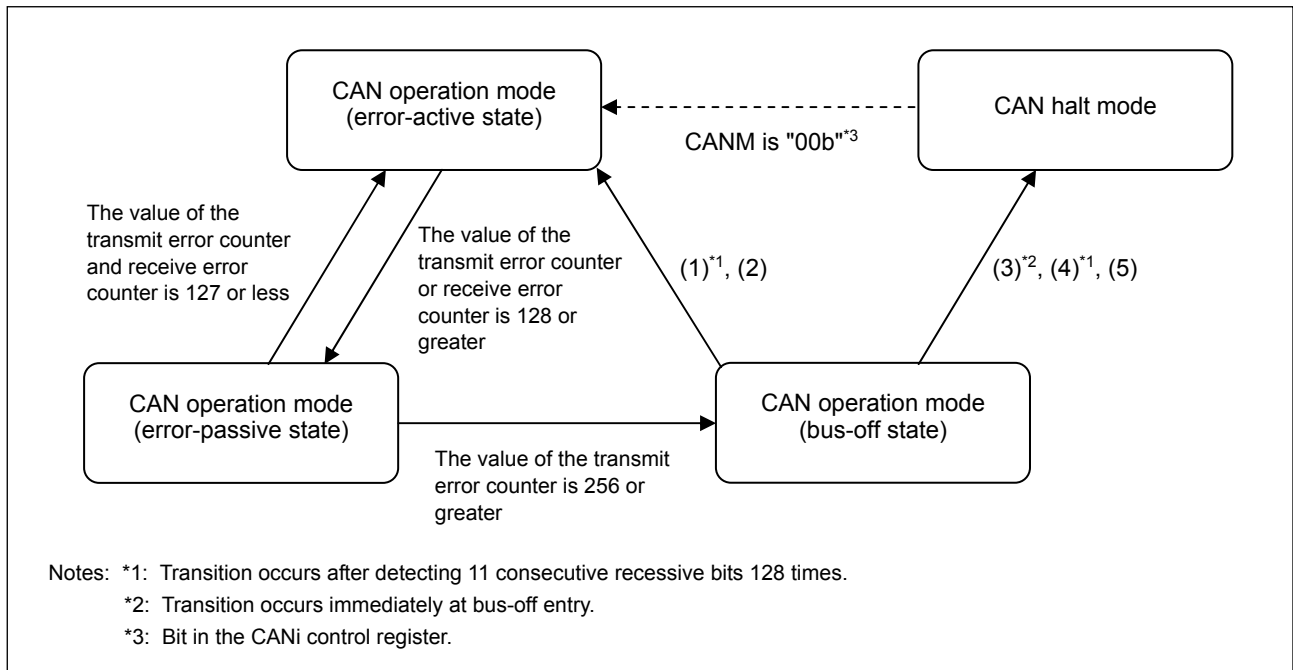 CAN operation mode
(error-active state)
CAN halt mode
CANM is "00b"*3
The value of the
transmit error counter
and receive error
counter is 127 or less
The value of the
transmit error counter
or receive error
counter is 128 or
greater
(1)*1, (2)
(3)*2, (4)*1, (5)
CAN operation mode
(error-passive state)
CAN operation mode
(bus-off state)
The value of the transmit
error counter is 256 or
greater
Notes: *1: Transition occurs after detecting 11 consecutive recessive bits 128 times.
*2: Transition occurs immediately at bus-off entry.
*3: Bit in the CANi control register.